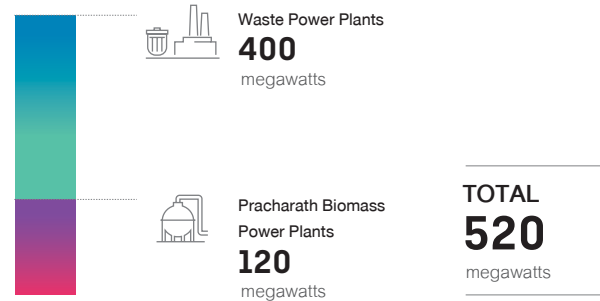 Waste Power Plants
400
megawatts
Pracharath Biomass
Power Plants
120
megawatts
TOTAL
520
megawatts